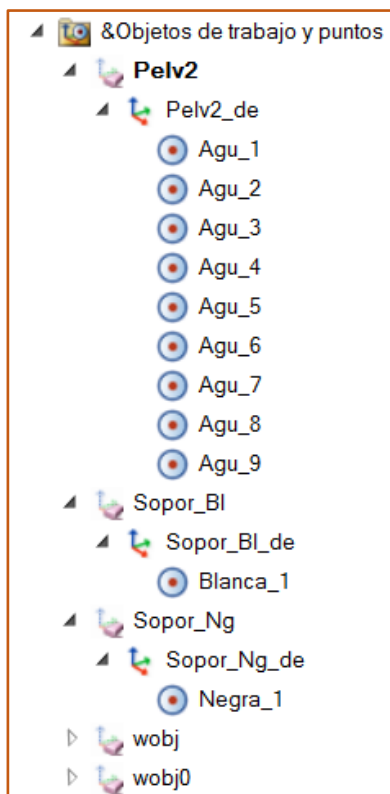 &Objetos de trabajo y puntos
Pelv2
Pelv2_de
Agu_1
Agu_2
Agu_3
Agu_4
Agu_5
Agu_6
Agu_7
Agu_8
Agu_9
Sopor_Bl
Sopor_Bl_de
Blanca_1
Sopor_Ng
Sopor_Ng_de
Negra_1
wobj
wobj0